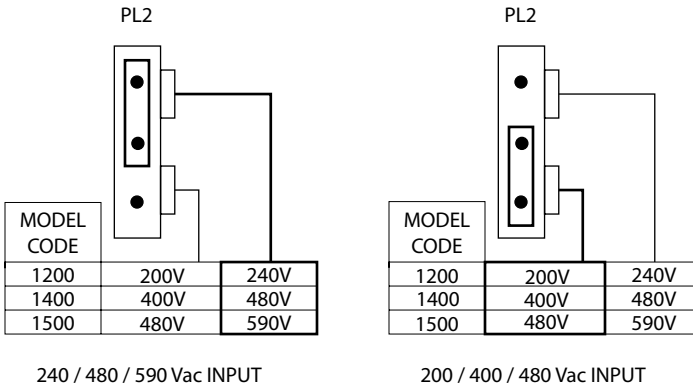 PL2
MODEL
CODE
1200 200V 240V
1400 400V 480V
1500 480V 590V
240 / 480 / 590 Vac INPUT
PL2
MODEL
CODE
1200 200V 240V
1400 400V 480V
1500 480V 590V
200 / 400 / 480 Vac INPUT